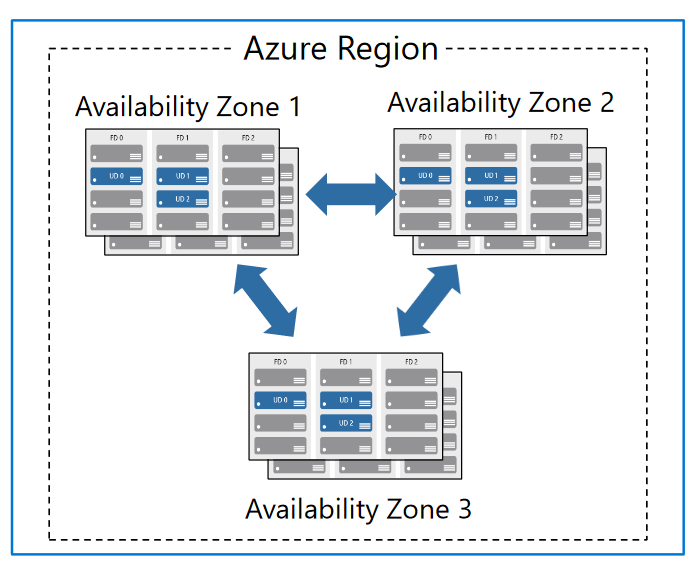 Azure Region
Availability Zone 1
Availability Zone 2
FD 0 FD 1 FD 2
UD 0 UD 1
UD 2
FD 0 FD 1 FD 2
UD 0 UD 1
UD 2
FD 0 FD 1 FD 2
UD 0 UD 1
UD 2
Availability Zone 3